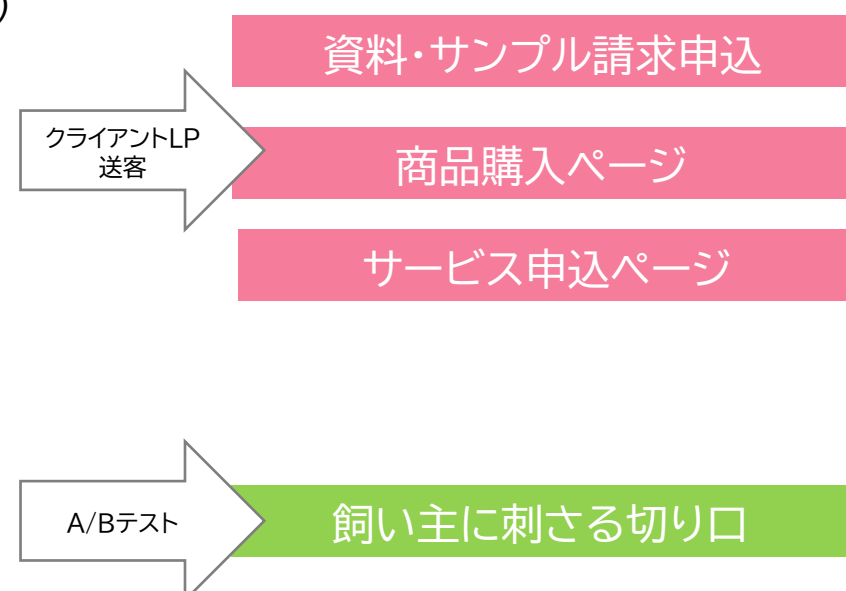 )
資料・サンプル請求申込
クライアントLP
送客
商品購入ページ
サービス申込ページ
A/Bテスト
飼い主に刺さる切り口